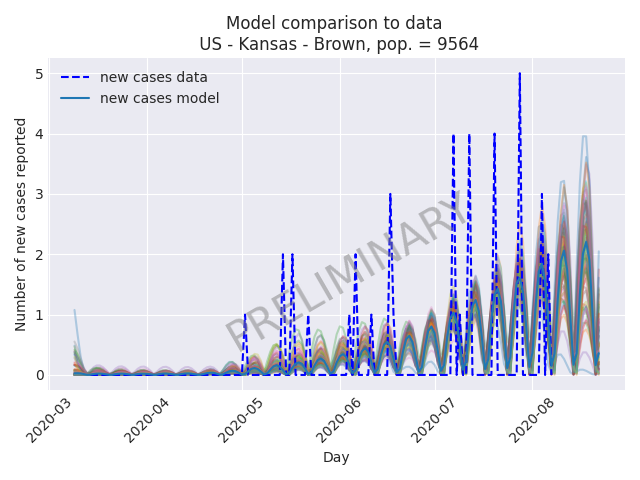 Model comparison to data
US - Kansas - Brown, pop. = 9564
new cases data
new cases model
PRELIMINARY
Number of new cases reported
5
4
3
2
1
0
2020-03
2020-04
2020-05
2020-06
2020-07
2020-08
Day